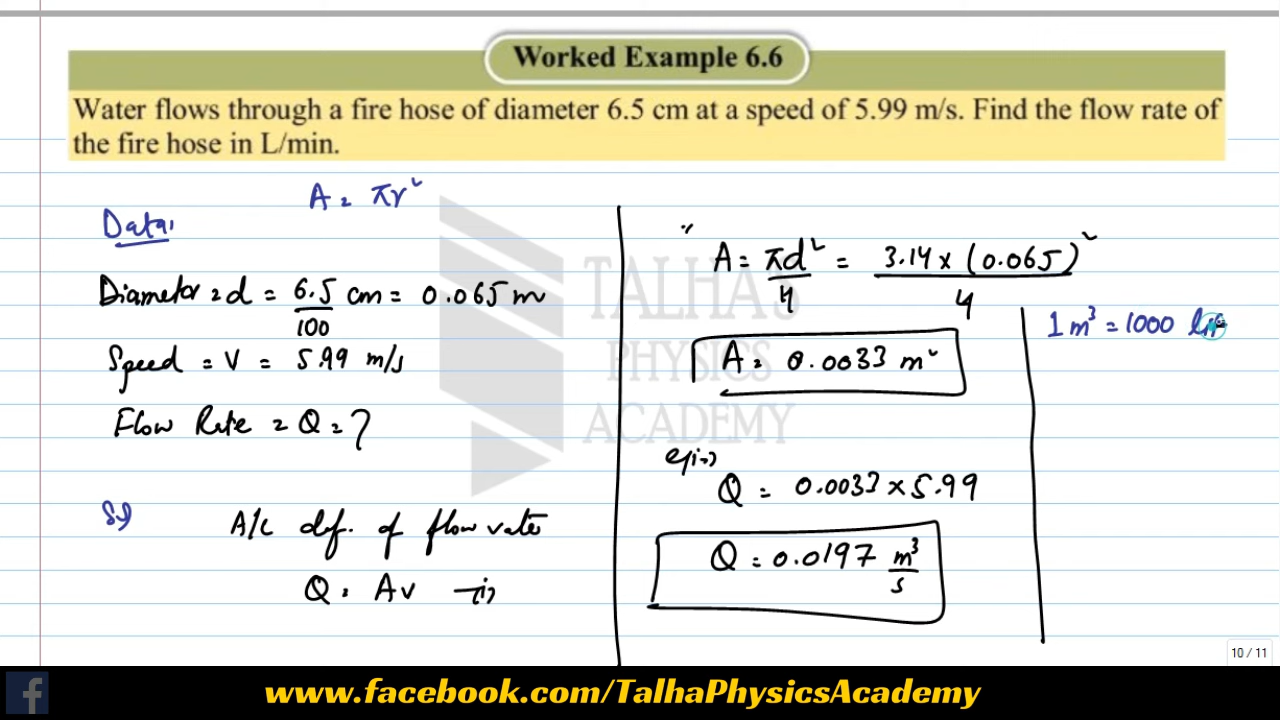 Worked Example 6.6
Water flows through a fire hose of diameter 6.5 cm at a speed of 5.99 m/s. Find the flow rate of
the fire hose in L/min.
A = πr²
Data:
Diameter = d = 6.5/100 cm = 0.065 m
Speed = v = 5.99 m/s
Flow Rate = Q = ?
Sol
A/c def. of flow rate
Q = Av —(i)
∵
A = πd²/4 = 3.14 × (0.065)²/4
A = 0.0033 m²
eq(i)⇒
Q = 0.0033 × 5.99
Q = 0.0197 m³/s
1 m³ = 1000
TALHA'S
PHYSICS
ACADEMY
10 / 11
f
www.facebook.com/TalhaPhysicsAcademy